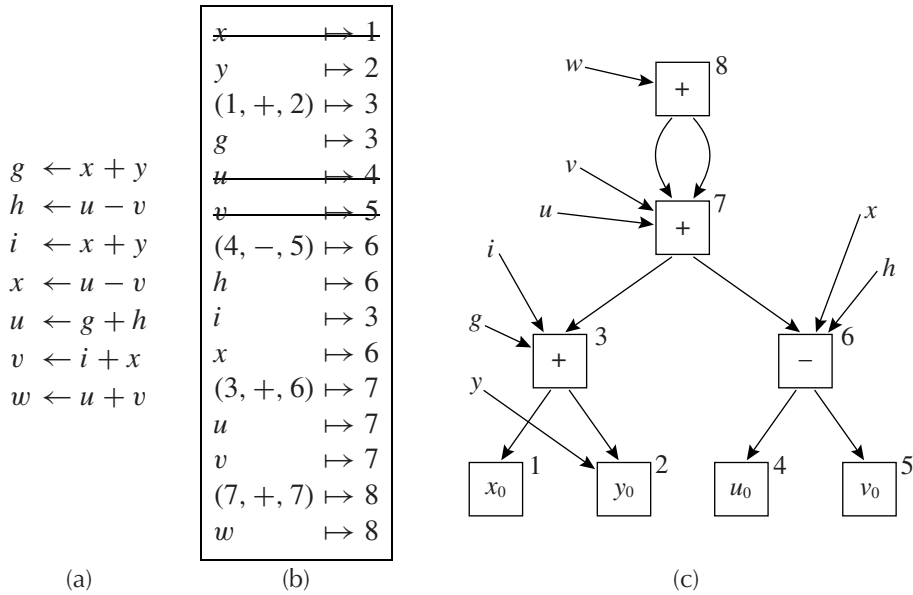 g ← x + y
h ← u − v
i ← x + y
x ← u − v
u ← g + h
v ← i + x
w ← u + v
(a)
x ↦ 1
y ↦ 2
(1, +, 2) ↦ 3
g ↦ 3
u ↦ 4
v ↦ 5
(4, −, 5) ↦ 6
h ↦ 6
i ↦ 3
x ↦ 6
(3, +, 6) ↦ 7
u ↦ 7
v ↦ 7
(7, +, 7) ↦ 8
w ↦ 8
(b)
w
+
8
v
u
+
7
i
g
y
+
3
x
h
−
6
x₀
1
y₀
2
u₀
4
v₀
5
(c)